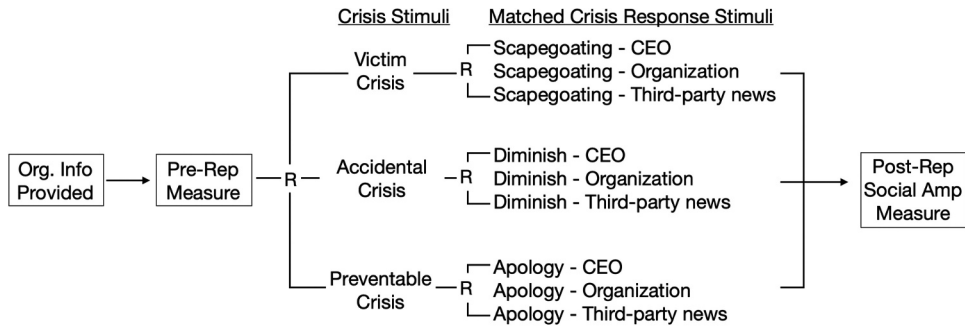 Crisis Stimuli
Matched Crisis Response Stimuli
Org. Info
Provided
Pre-Rep
Measure
R
Victim
Crisis
R
Scapegoating - CEO
Scapegoating - Organization
Scapegoating - Third-party news
Accidental
Crisis
R
Diminish - CEO
Diminish - Organization
Diminish - Third-party news
Preventable
Crisis
R
Apology - CEO
Apology - Organization
Apology - Third-party news
Post-Rep
Social Amp
Measure